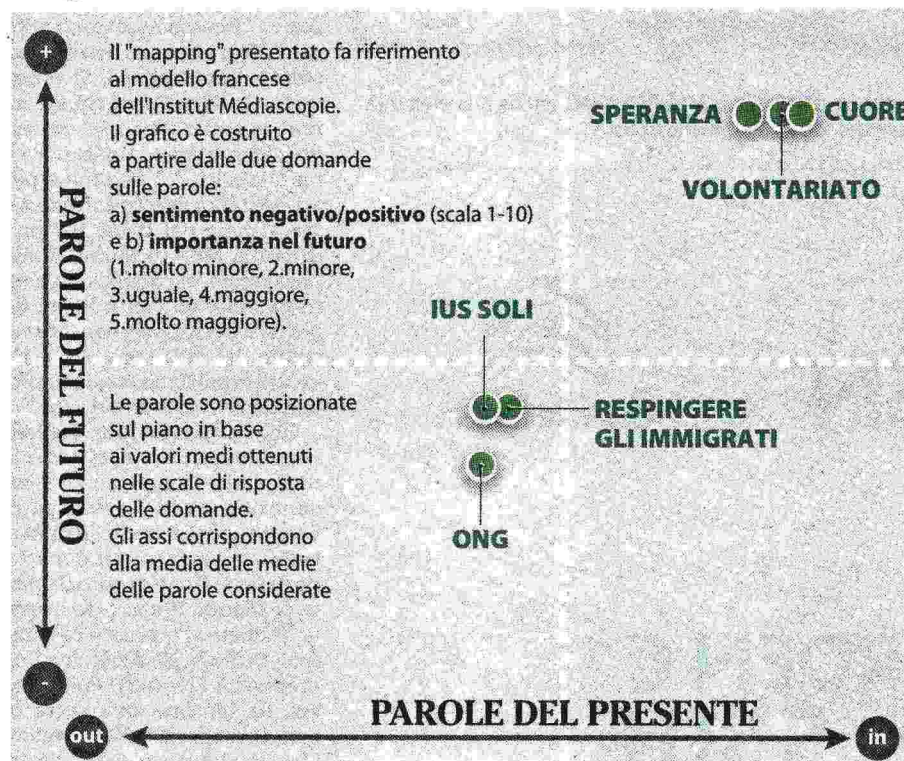 +
Il "mapping" presentato fa riferimento
al modello francese
dell'Institut Médiascopie.
Il grafico è costruito
a partire dalle due domande
sulle parole:
a) sentimento negativo/positivo (scala 1-10)
e b) importanza nel futuro
(1.molto minore, 2.minore,
3.uguale, 4.maggiore,
5.molto maggiore).
Le parole sono posizionate
sul piano in base
ai valori medi ottenuti
nelle scale di risposta
delle domande.
Gli assi corrispondono
alla media delle medie
delle parole considerate
PAROLE DEL FUTURO
SPERANZA
CUORE
VOLONTARIATO
IUS SOLI
RESPINGERE
GLI IMMIGRATI
ONG
-
PAROLE DEL PRESENTE
out
in